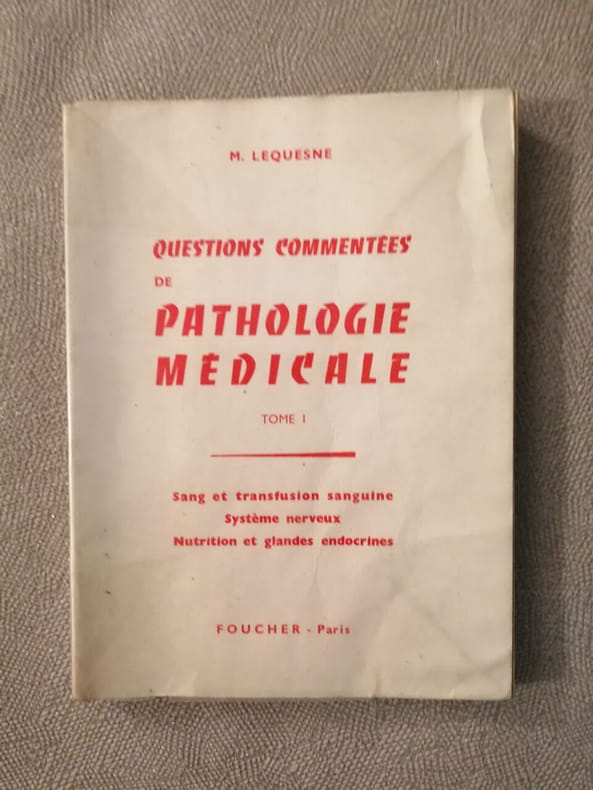 M. LEQUESNE
QUESTIONS COMMENTÉES
DE
PATHOLOGIE
MÉDICALE
TOME I
Sang et transfusion sanguine
Système nerveux
Nutrition et glandes endocrines
FOUCHER - Paris